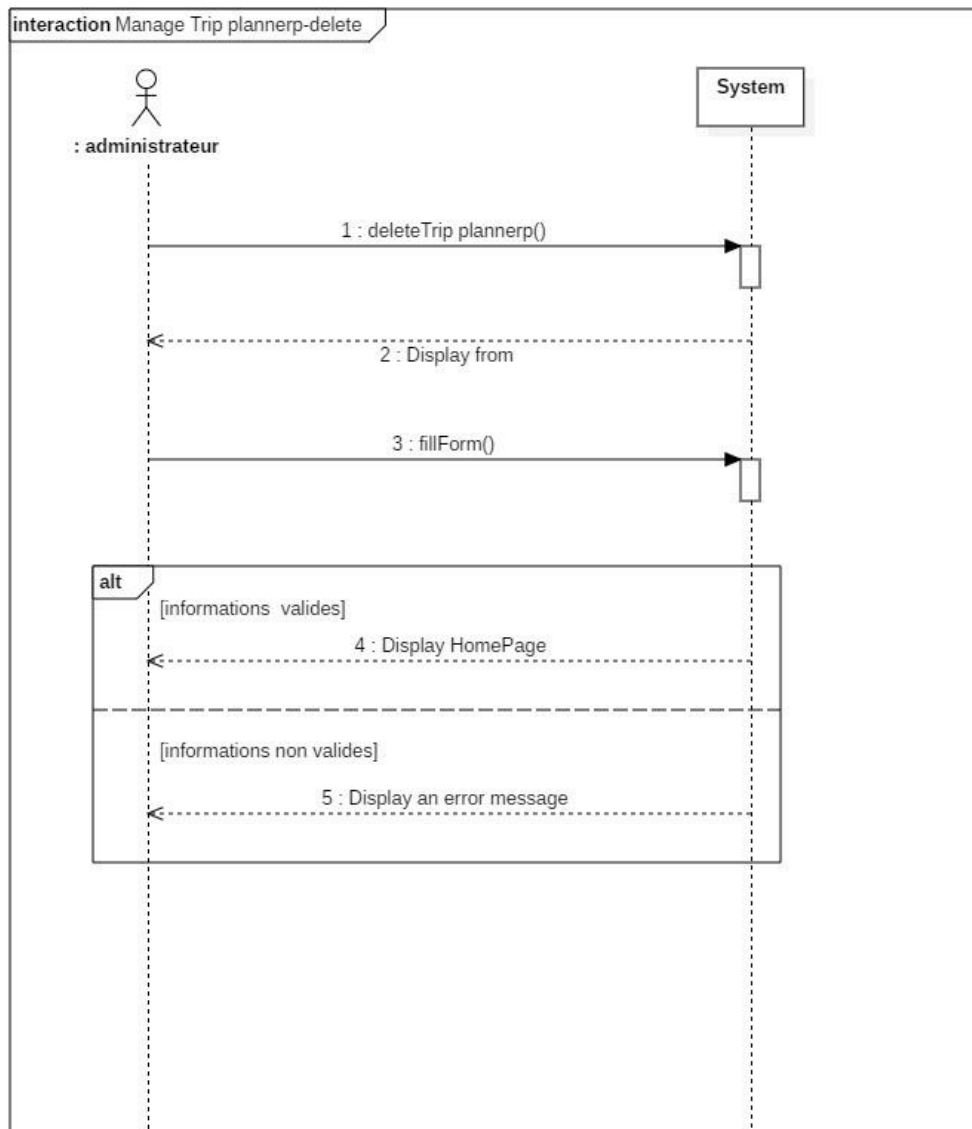 interaction Manage Trip plannerp-delete
System
: administrateur
1 : deleteTrip plannerp()
2 : Display from
3 : fillForm()
alt
[informations  valides]
4 : Display HomePage
[informations non valides]
5 : Display an error message